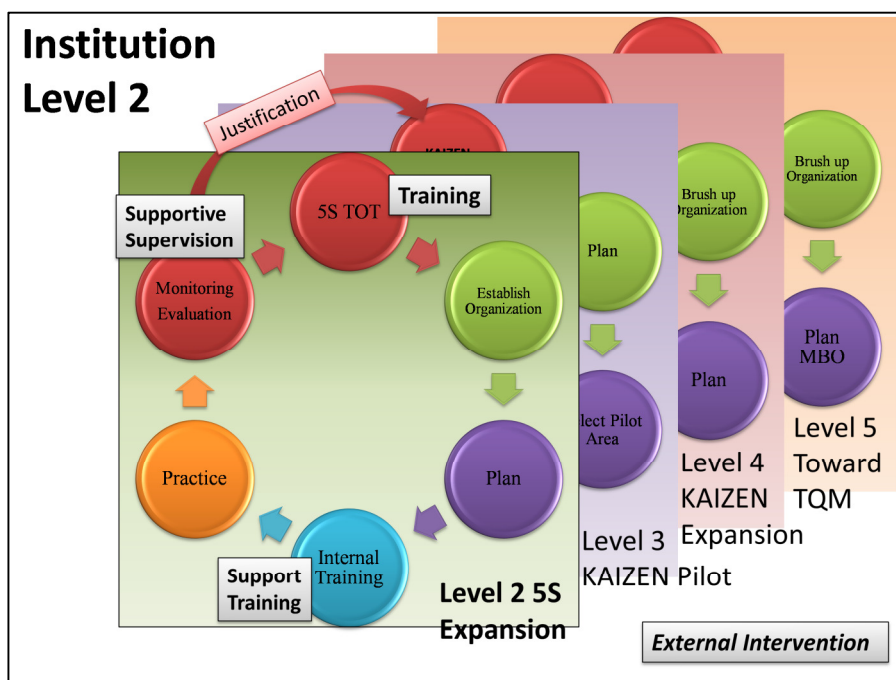 Institution
Level 2
Justification
KAIZEN
Supportive
Supervision
5S TOT
Training
Monitoring
Evaluation
Establish
Organization
Practice
Plan
Internal
Training
Support
Training
Level 2 5S
Expansion
Plan
lect Pilot
Area
Level 3
KAIZEN Pilot
Brush up
Organization
Plan
Level 4
KAIZEN
Expansion
Brush up
Organization
Plan
MBO
Level 5
Toward
TQM
External Intervention